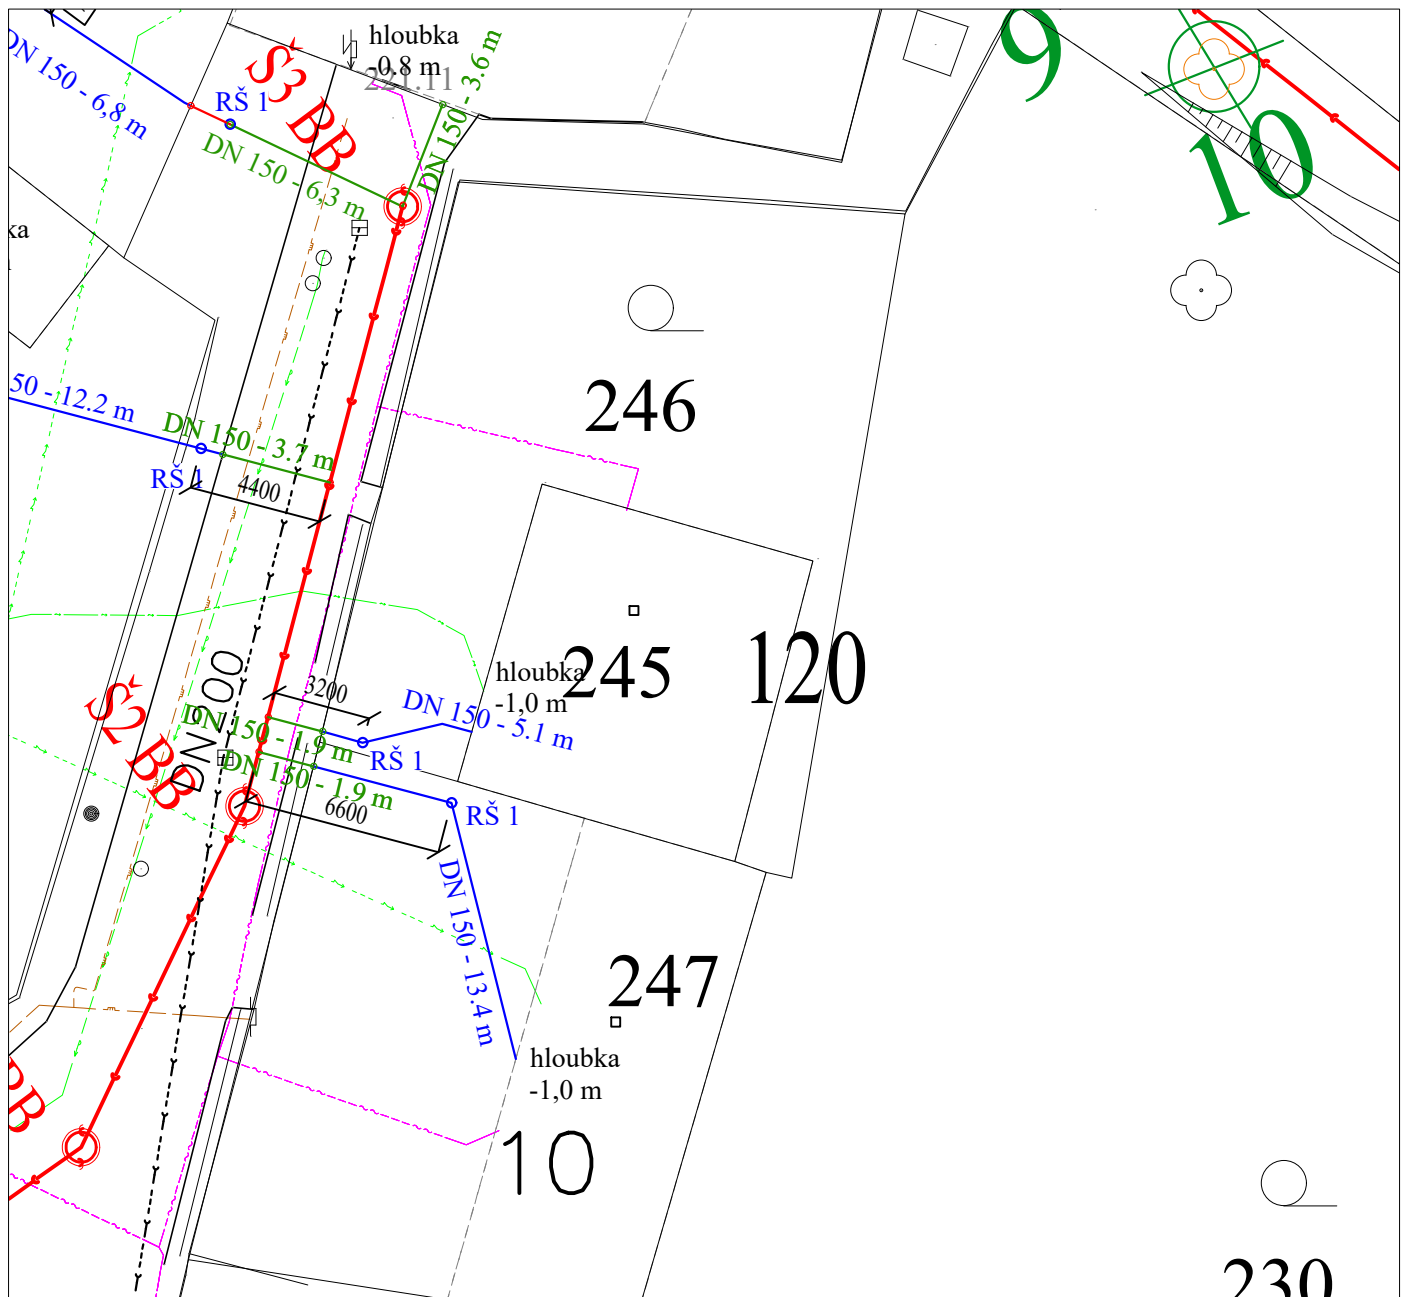 hloubka
-0.8 m
221.11
Š3 BB
DN 150 - 3.6 m
9
10
DN 150 - 6,8 m
RŠ 1
DN 150 - 6,3 m
ka
246
50 - 12.2 m
DN 150 - 3.7 m
RŠ 1
4400
245
120
hloubka
-1,0 m
3200
DN 150 - 5.1 m
DN200
Š2 BB
DN 150 - 1.9 m
RŠ 1
DN 150 - 1.9 m
6600
RŠ 1
DN 150 - 13.4 m
247
hloubka
-1,0 m
BB
10
230